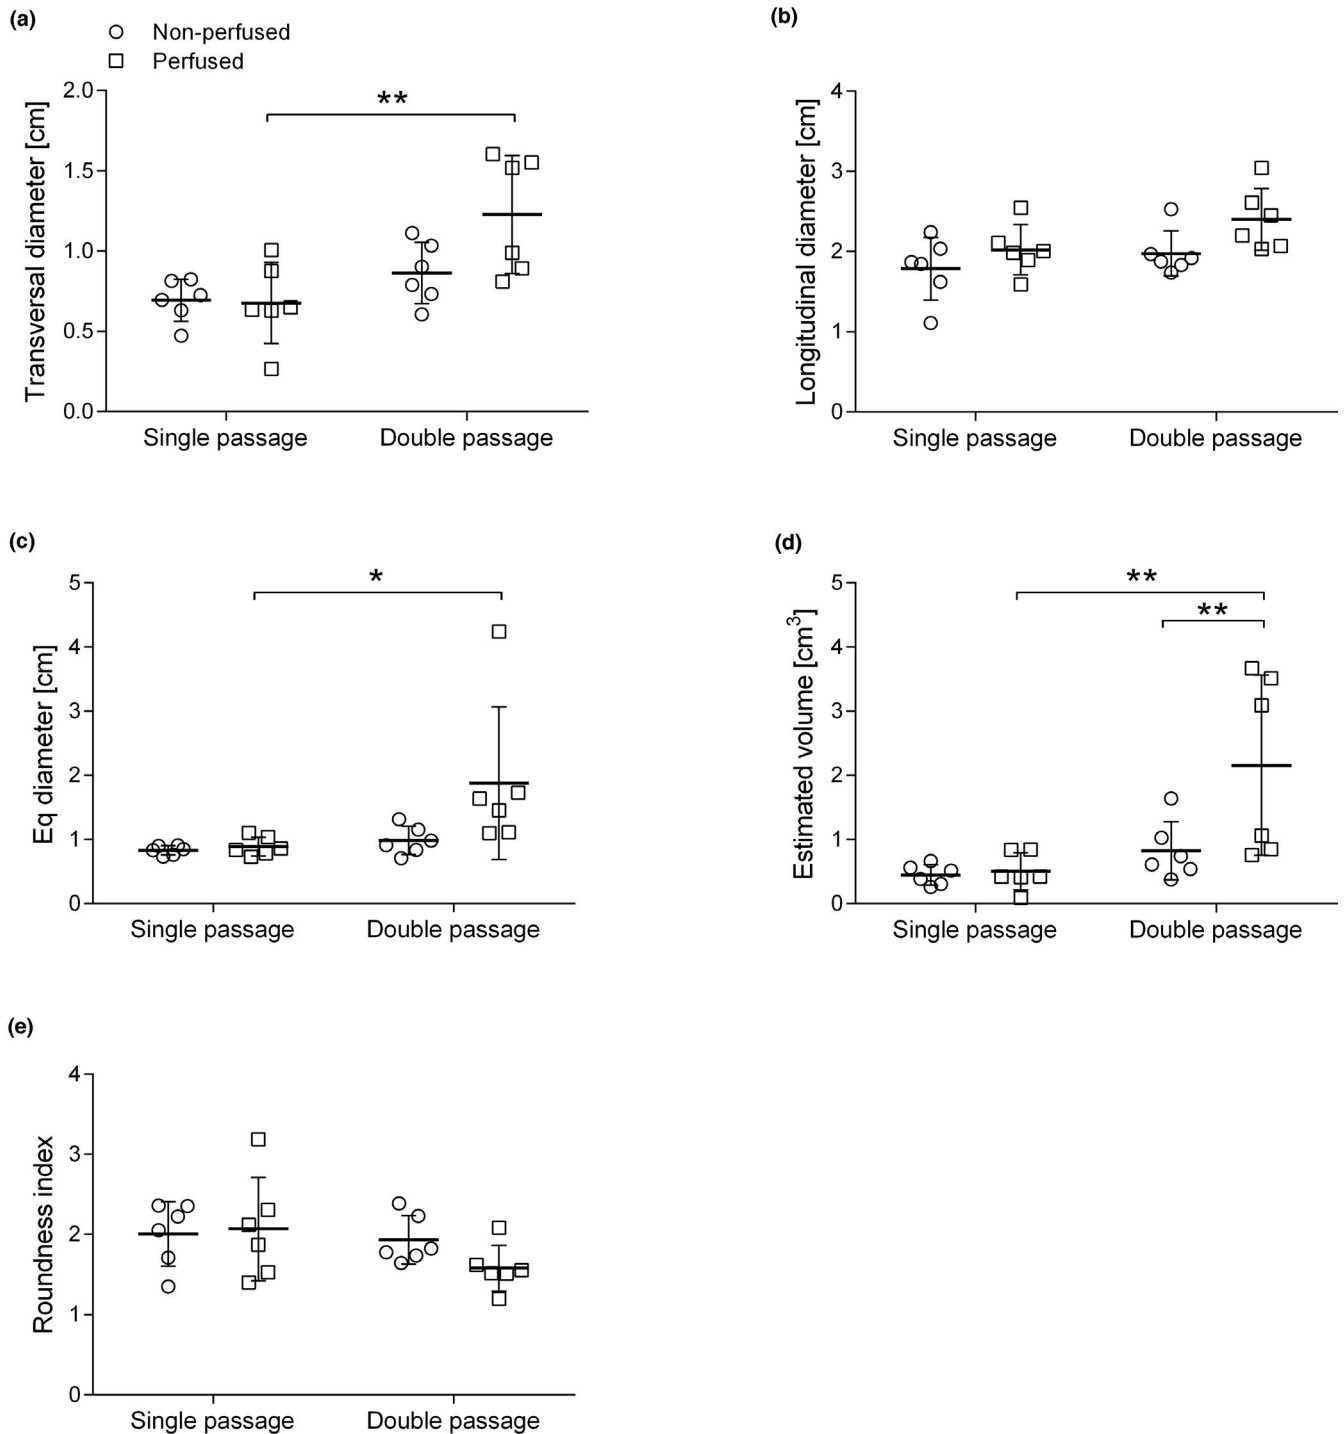 (a)
Non-perfused
Perfused
**
Transversal diameter [cm]
2.0
1.5
1.0
0.5
0.0
Single passage
Double passage
(b)
Longitudinal diameter [cm]
4
3
2
1
0
Single passage
Double passage
(c)
*
Eq diameter [cm]
5
4
3
2
1
0
Single passage
Double passage
(d)
**
**
Estimated volume [cm³]
5
4
3
2
1
0
Single passage
Double passage
(e)
Roundness index
4
3
2
1
0
Single passage
Double passage